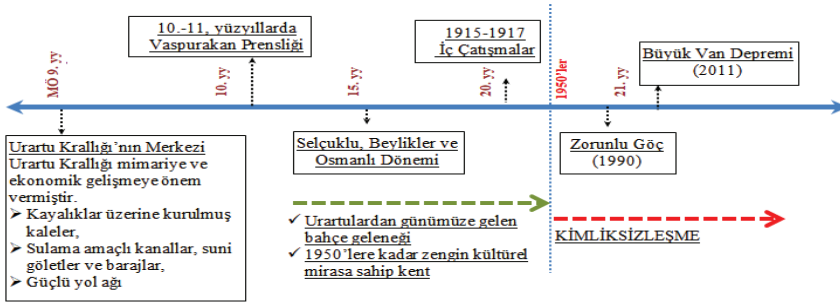 10.-11, yüzyıllarda
Vaspurakan Prensliği
1915-1917
İç Çatışmalar
Büyük Van Depremi
(2011)
MÖ 9. yy
10. yy
15. yy
20. yy
1950'ler
21. yy
Urartu Krallığı'nın Merkezi
Urartu Krallığı mimariye ve
ekonomik gelişmeye önem
vermiştir.
➢ Kayalıklar üzerine kurulmuş
kaleler,
➢ Sulama amaçlı kanallar, suni
göletler ve barajlar,
➢ Güçlü yol ağı
Selçuklu, Beylikler ve
Osmanlı Dönemi
Zorunlu Göç
(1990)
✓ Urartulardan günümüze gelen
bahçe geleneği
✓ 1950'lere kadar zengin kültürel
mirasa sahip kent
KİMLİKSİZLEŞME